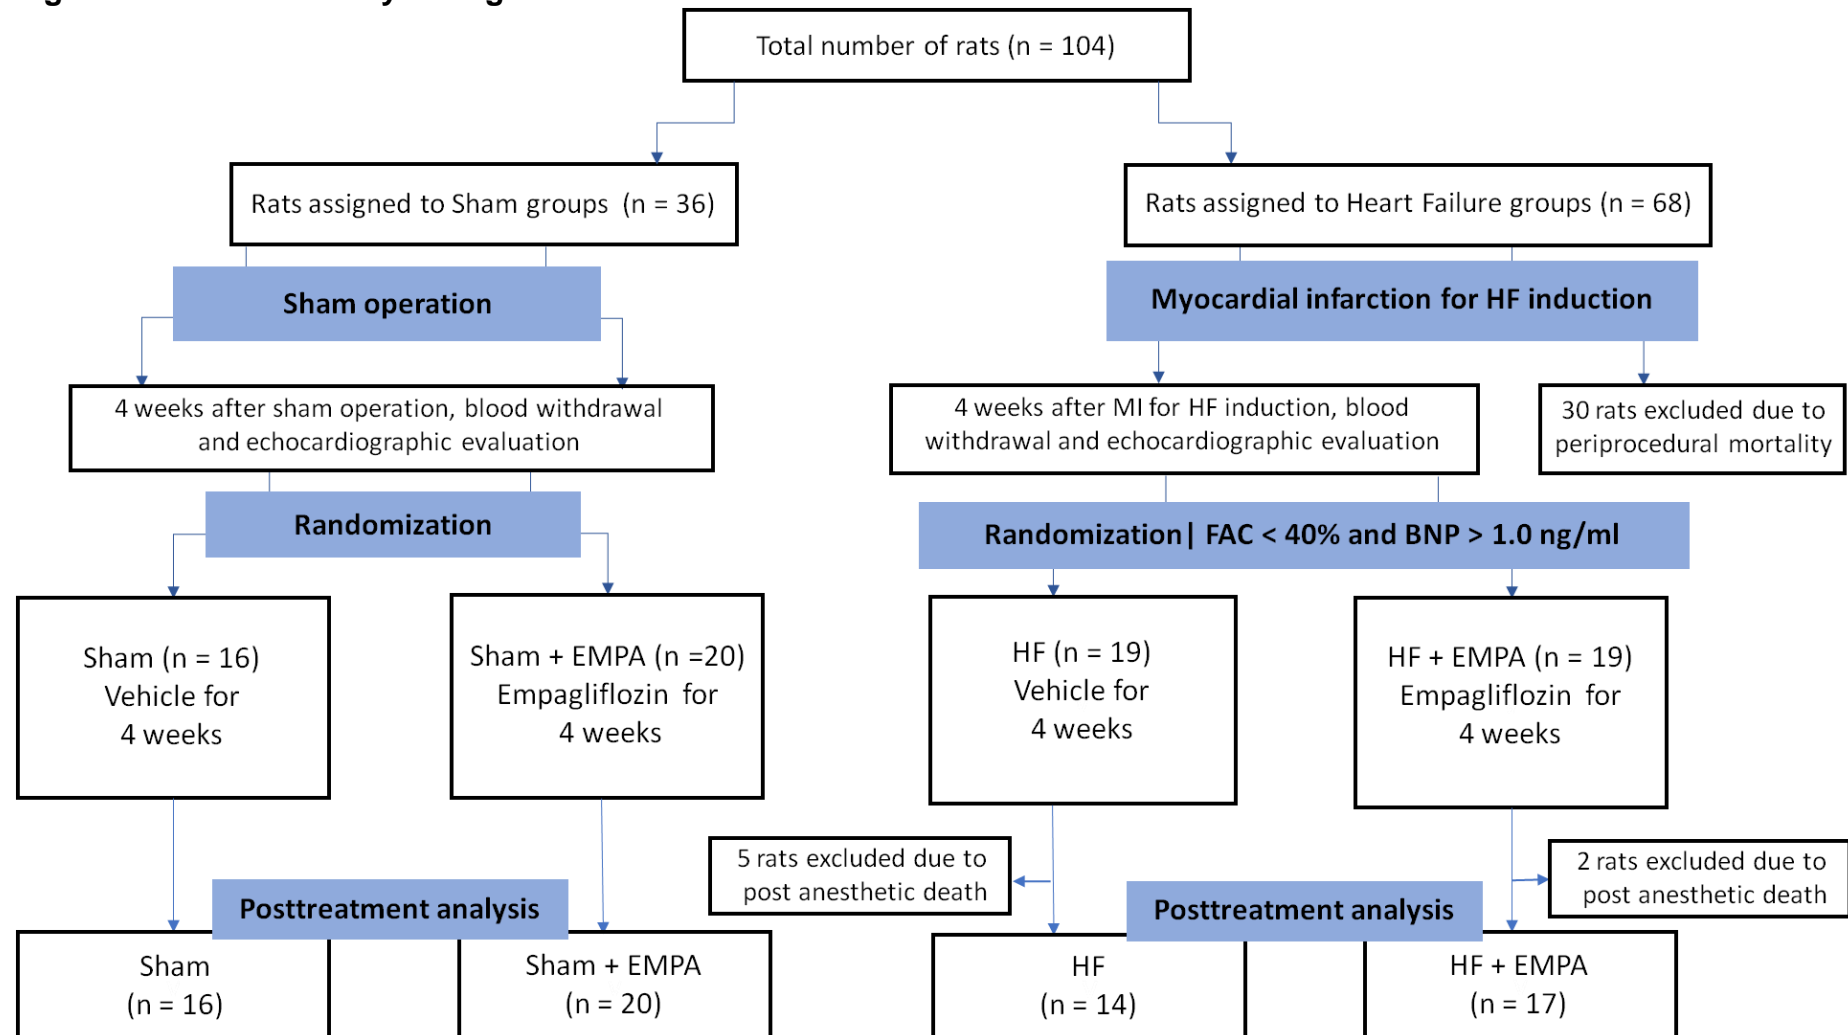 Total number of rats (n = 104)
Rats assigned to Sham groups (n = 36)
Rats assigned to Heart Failure groups (n = 68)
Sham operation
Myocardial infarction for HF induction
4 weeks after sham operation, blood withdrawal
and echocardiographic evaluation
4 weeks after MI for HF induction, blood
withdrawal and echocardiographic evaluation
30 rats excluded due to
periprocedural mortality
Randomization
Randomization| FAC < 40% and BNP > 1.0 ng/ml
Sham (n = 16)
Vehicle for
4 weeks
Sham + EMPA (n =20)
Empagliflozin for
4 weeks
HF (n = 19)
Vehicle for
4 weeks
HF + EMPA (n = 19)
Empagliflozin for
4 weeks
5 rats excluded due to
post anesthetic death
2 rats excluded due to
post anesthetic death
Posttreatment analysis
Posttreatment analysis
Sham
(n = 16)
Sham + EMPA
(n = 20)
HF
(n = 14)
HF + EMPA
(n = 17)